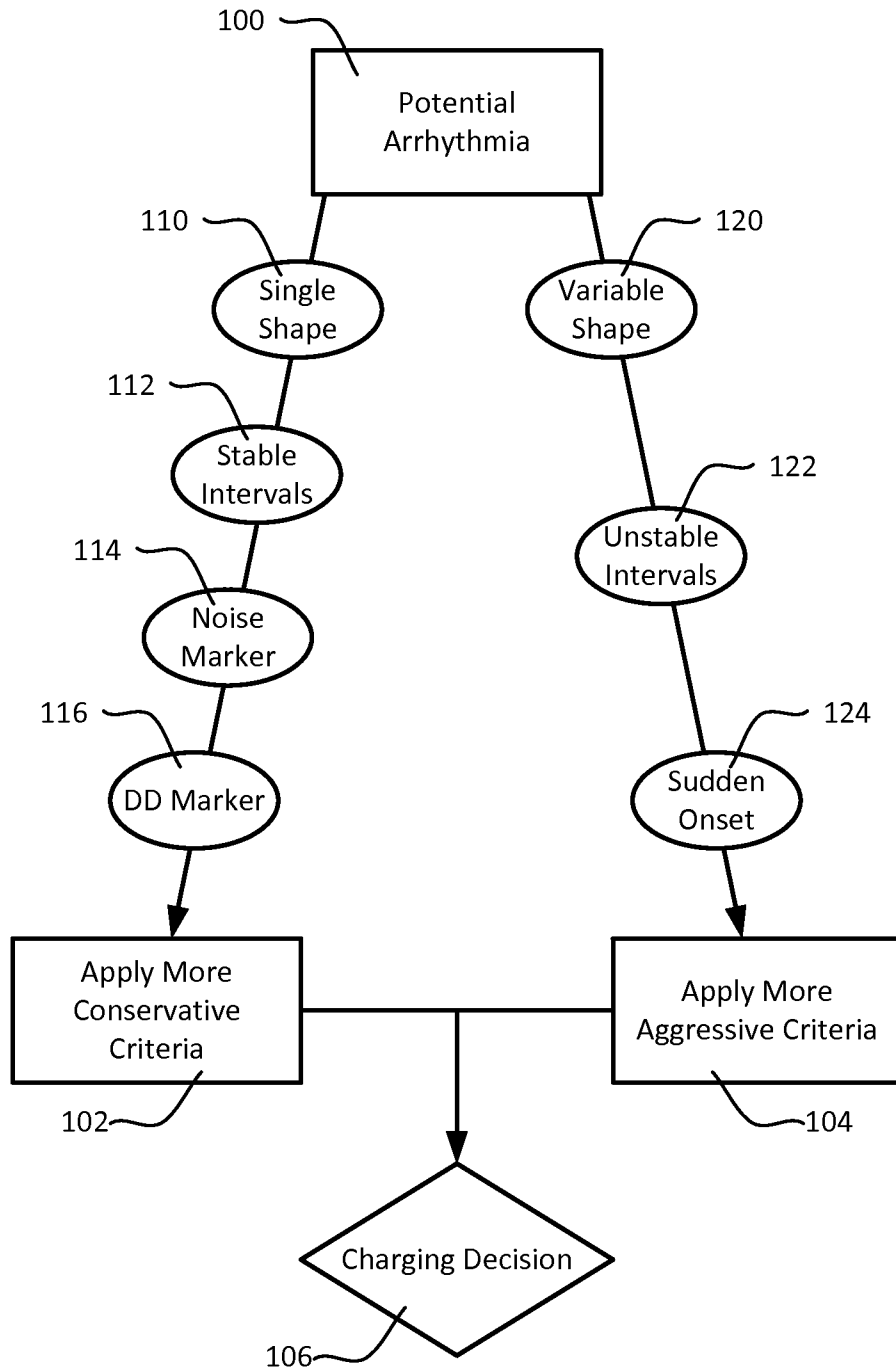 100
Potential
Arrhythmia
110
120
Single
Shape
Variable
Shape
112
Stable
Intervals
122
Unstable
Intervals
114
Noise
Marker
116
DD Marker
124
Sudden
Onset
Apply More
Conservative
Criteria
Apply More
Aggressive Criteria
102
104
Charging Decision
106